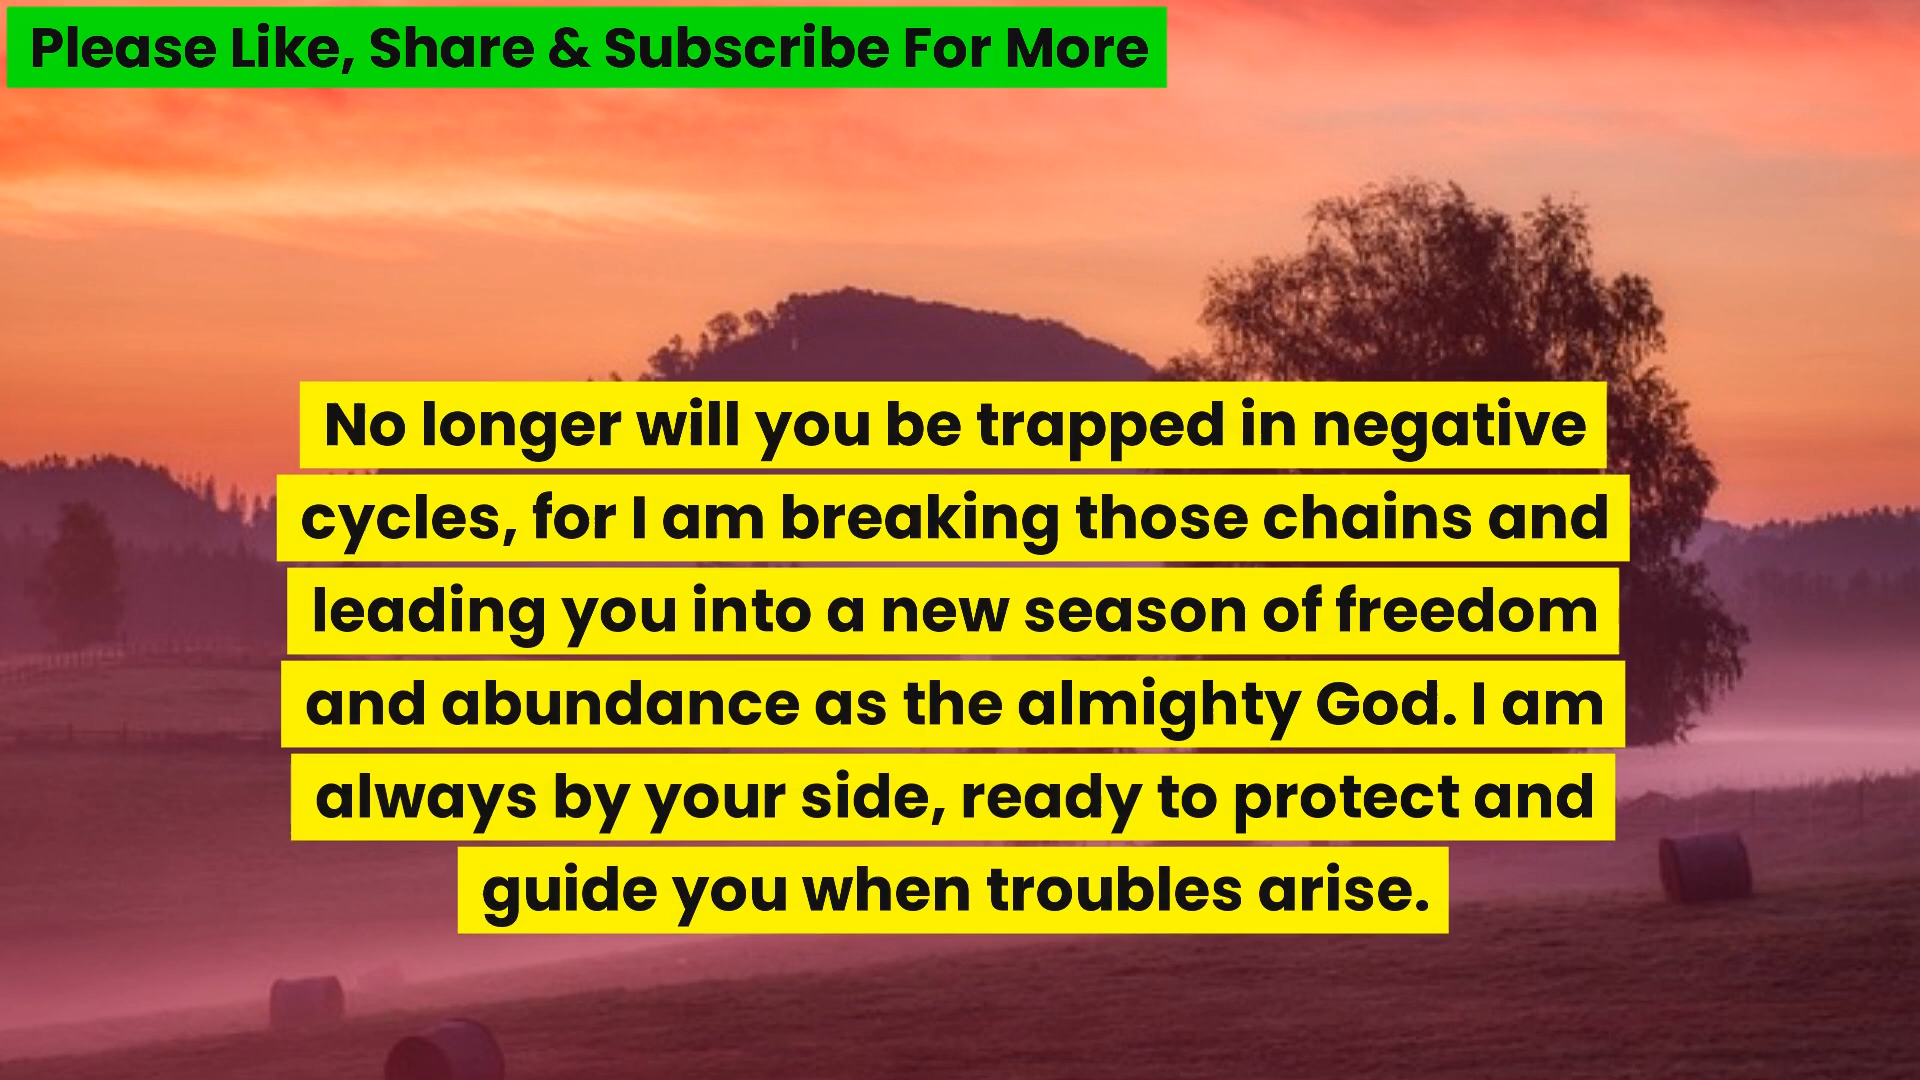 Please Like, Share & Subscribe For More
No longer will you be trapped in negative
cycles, for I am breaking those chains and
leading you into a new season of freedom
and abundance as the almighty God. I am
always by your side, ready to protect and
guide you when troubles arise.